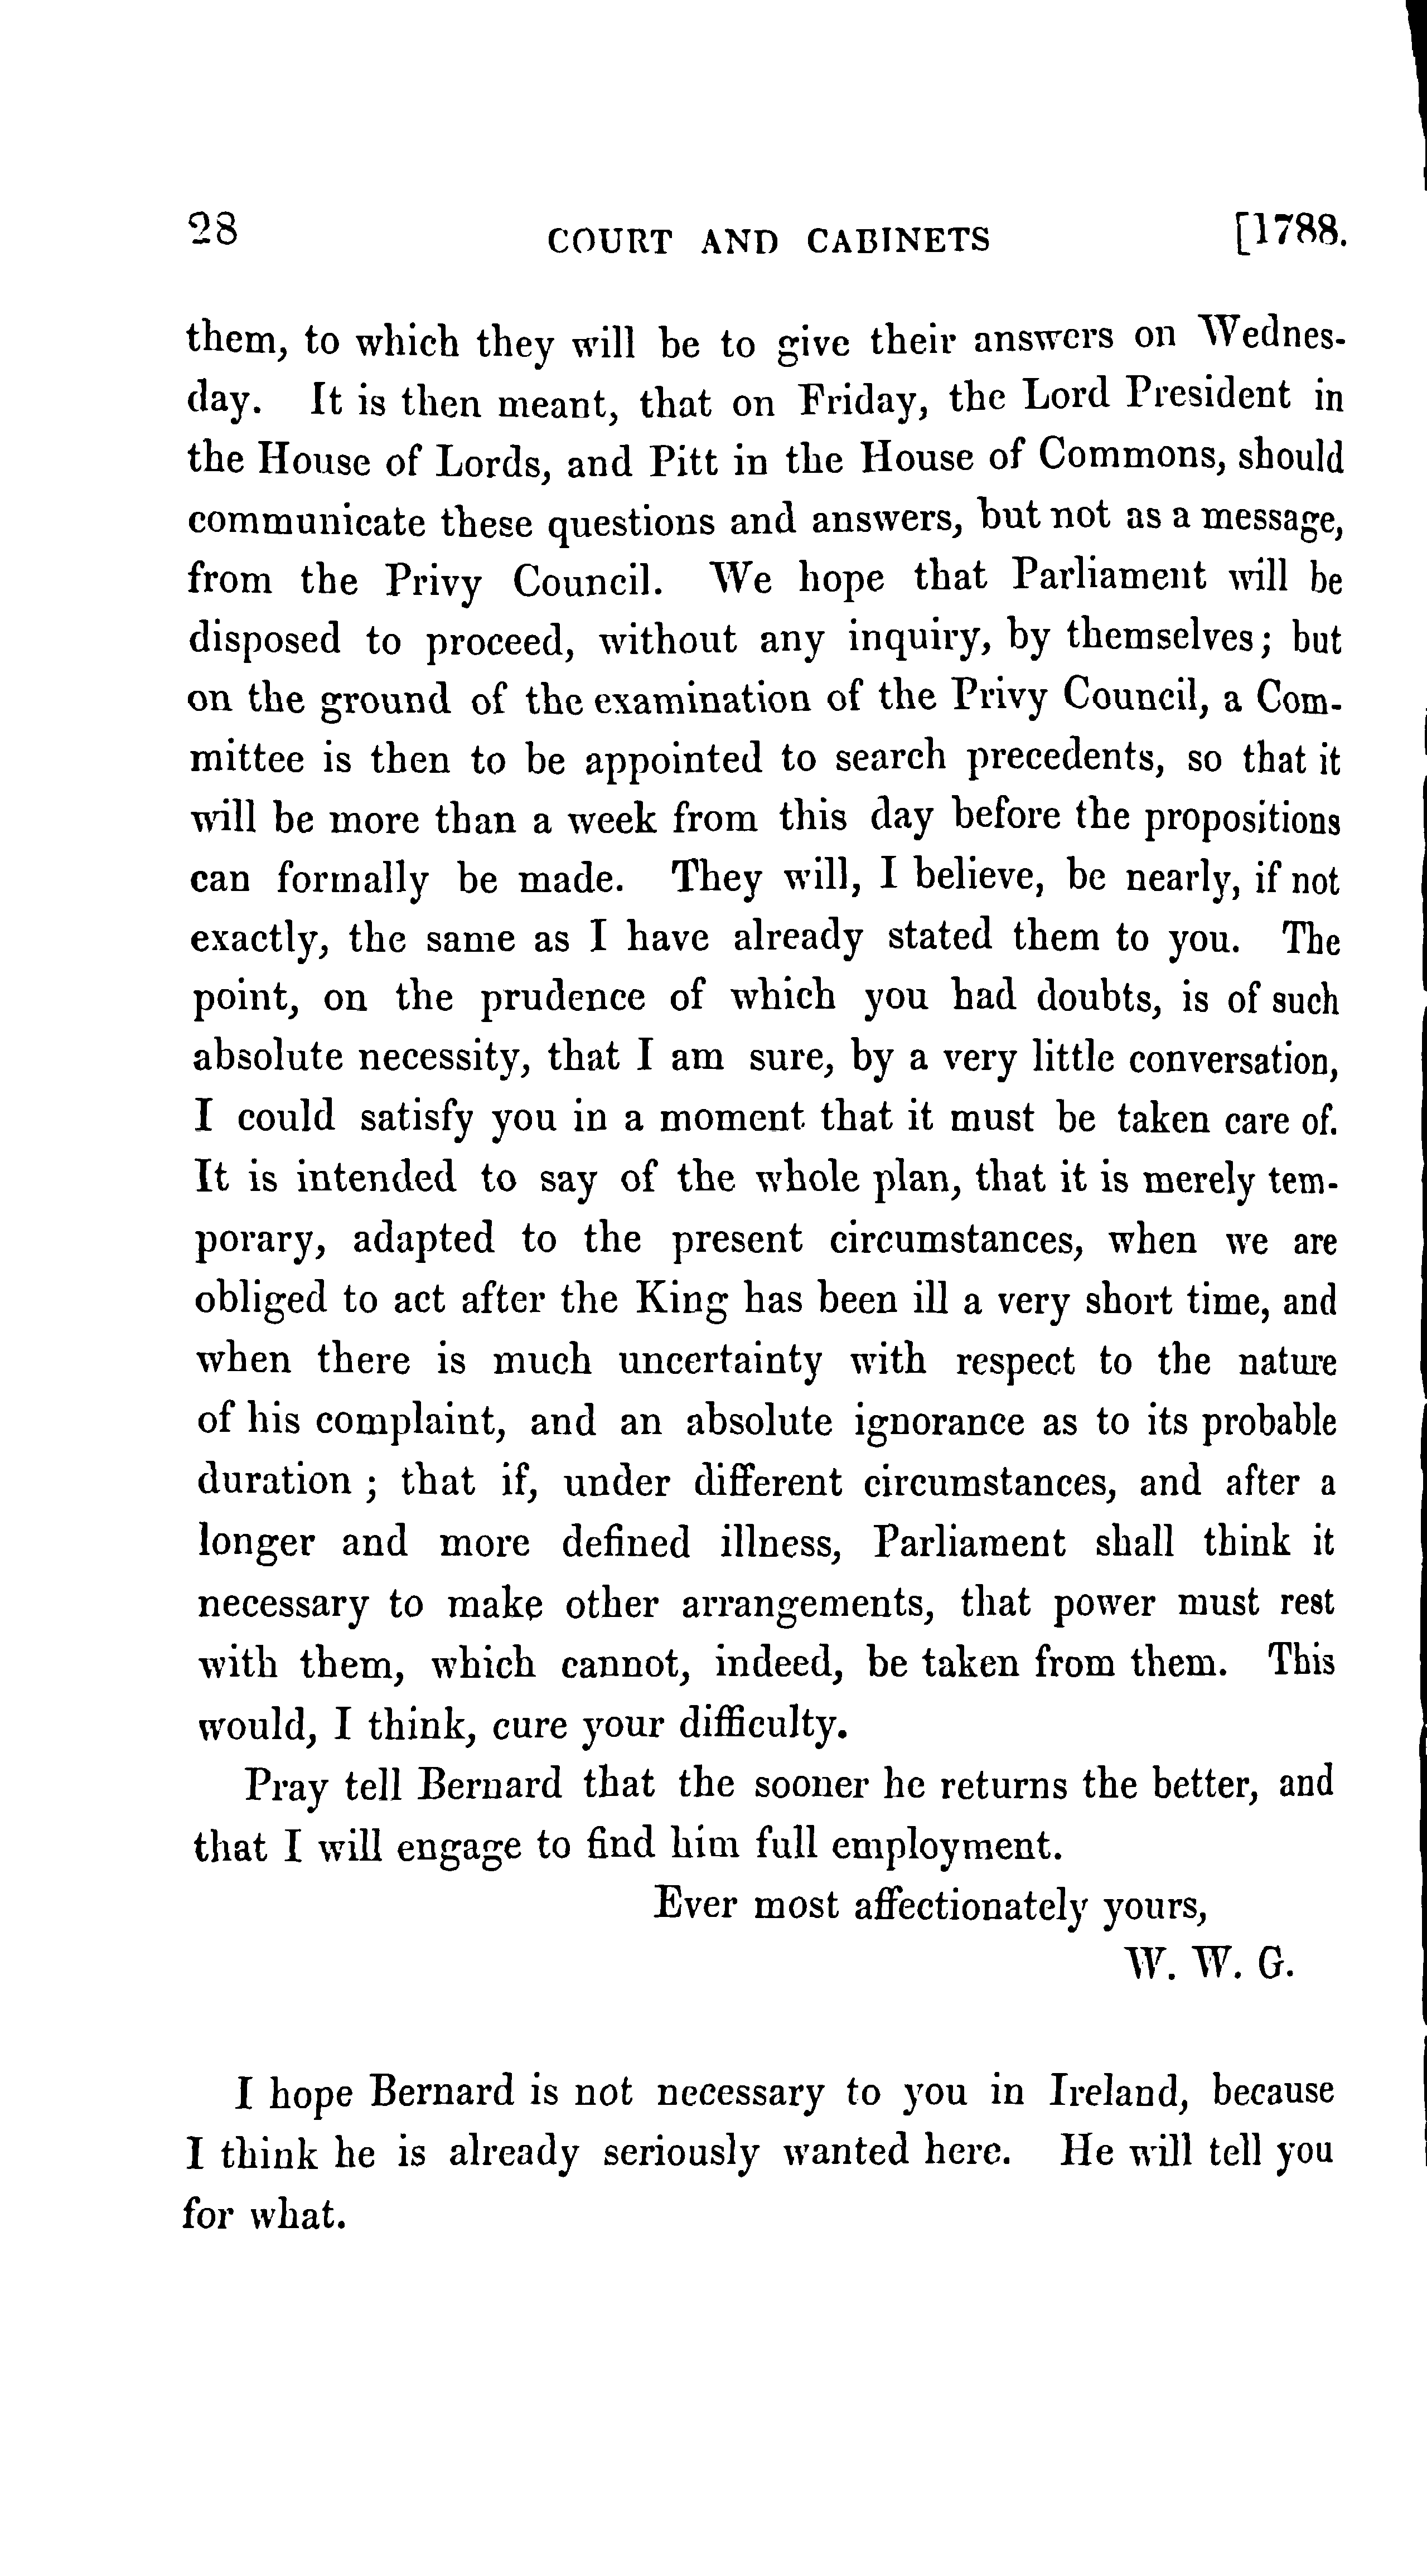 28 COURT AND CABINETS [1788.
them, to which they will be to give their answers on Wednes-
day. It is then meant, that on Friday, the Lord President in
the House of Lords, and Pitt in the House of Commons, should
communicate these questions and answers, but not as a message,
from the Privy Council. We hope that Parliament will be
disposed to proceed, without any inquiry, by themselves; but
on the ground of the examination of the Privy Council, a Com-
mittee is then to be appointed to search precedents, so that it
will be more than a week from this day before the propositions
can formally be made. They will, I believe, be nearly, if not
exactly, the same as I have already stated them to you. The
point, on the prudence of which you had doubts, is of such
absolute necessity, that I am sure, by a very little conversation,
I could satisfy you in a moment that it must be taken care of.
It is intended to say of the whole plan, that it is merely tem-
porary, adapted to the present circumstances, when we are
obliged to act after the King has been ill a very short time, and
when there is much uncertainty with respect to the nature
of his complaint, and an absolute ignorance as to its probable
duration ; that if, under different circumstances, and after a
longer and more defined illness, Parliament shall think it
necessary to make other arrangements, that power must rest
with them, which cannot, indeed, be taken from them. This
would, I think, cure your difficulty.
Pray tell Bernard that the sooner he returns the better, and
that I will engage to find him full employment.
Ever most affectionately yours,
W. W. G.
I hope Bernard is not necessary to you in Ireland, because
I think he is already seriously wanted here. He will tell you
for what.